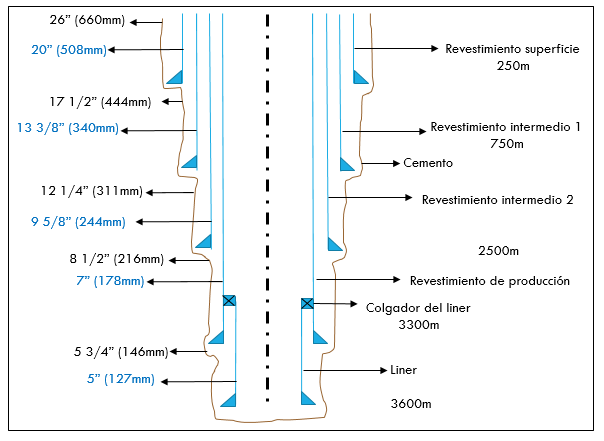 26” (660mm)
20” (508mm)
17 1/2” (444mm)
13 3/8” (340mm)
12 1/4” (311mm)
9 5/8” (244mm)
8 1/2” (216mm)
7” (178mm)
5 3/4” (146mm)
5” (127mm)
Revestimiento superficie
250m
Revestimiento intermedio 1
750m
Cemento
Revestimiento intermedio 2
2500m
Revestimiento de producción
Colgador del liner
3300m
Liner
3600m